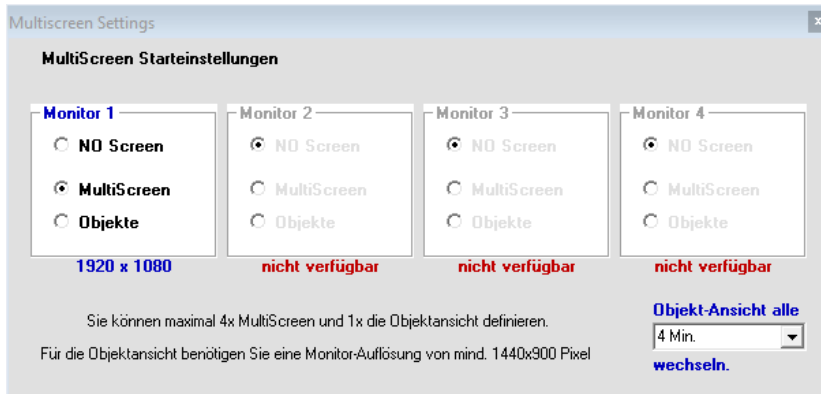 Multiscreen Settings
x
MultiScreen Starteinstellungen
Monitor 1
NO Screen
MultiScreen
Objekte
1920 x 1080
Monitor 2
NO Screen
MultiScreen
Objekte
nicht verfügbar
Monitor 3
NO Screen
MultiScreen
Objekte
nicht verfügbar
Monitor 4
NO Screen
MultiScreen
Objekte
nicht verfügbar
Sie können maximal 4x MultiScreen und 1x die Objektansicht definieren.
Für die Objektansicht benötigen Sie eine Monitor-Auflösung von mind. 1440x900 Pixel
Objekt-Ansicht alle
4 Min.
wechseln.